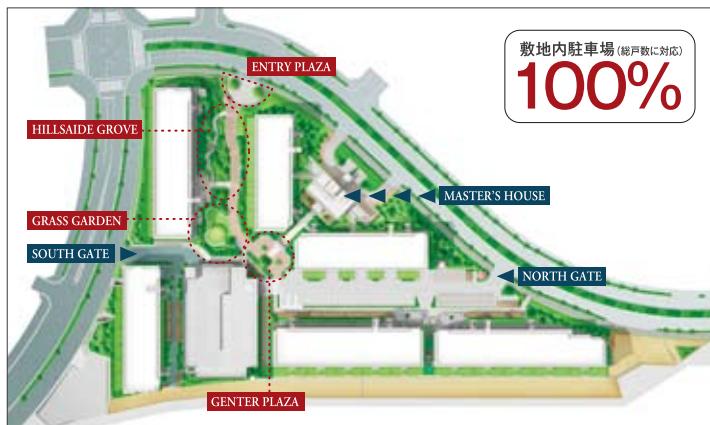 敷地内駐車場(総戸数に対応)
100%
ENTRY PLAZA
HILLSAIDE GROVE
MASTER'S HOUSE
GRASS GARDEN
SOUTH GATE
NORTH GATE
GENTER PLAZA